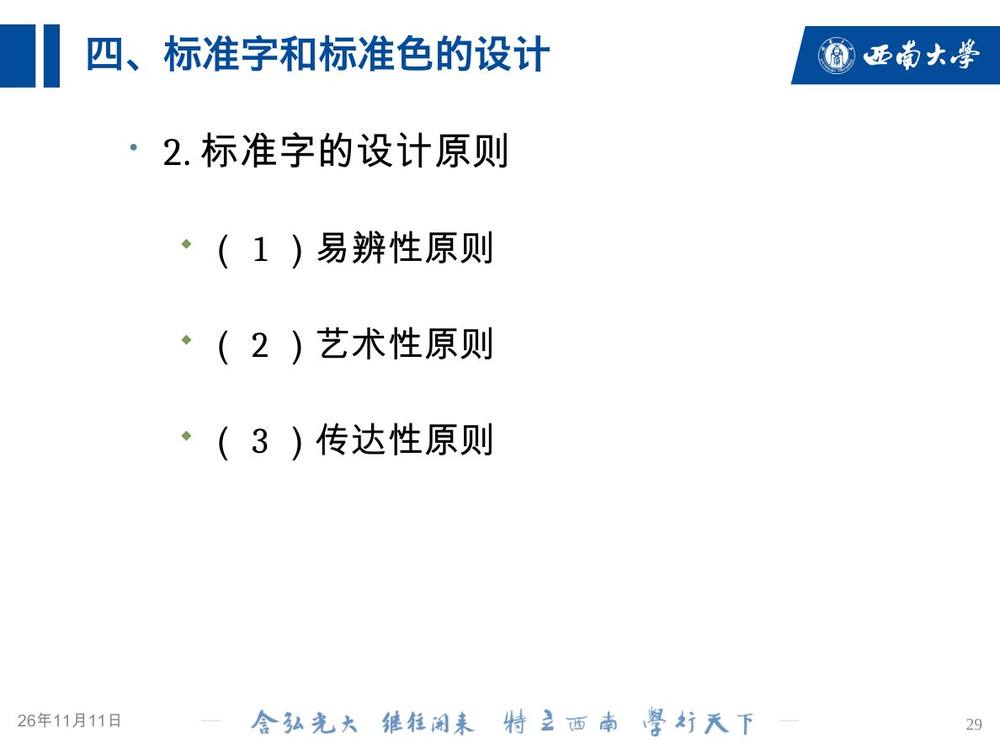 四、标准字和标准色的设计
西南大学
2. 标准字的设计原则
（1）易辨性原则
（2）艺术性原则
（3）传达性原则
26年11月11日
含弘光大 继往开来 特立西南 學行天下
29